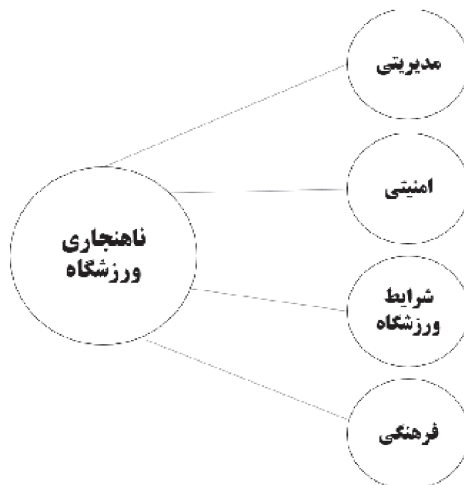 مدیریتی
امنیتی
ناهنجاری
ورزشگاه
شرایط
ورزشگاه
فرهنگی